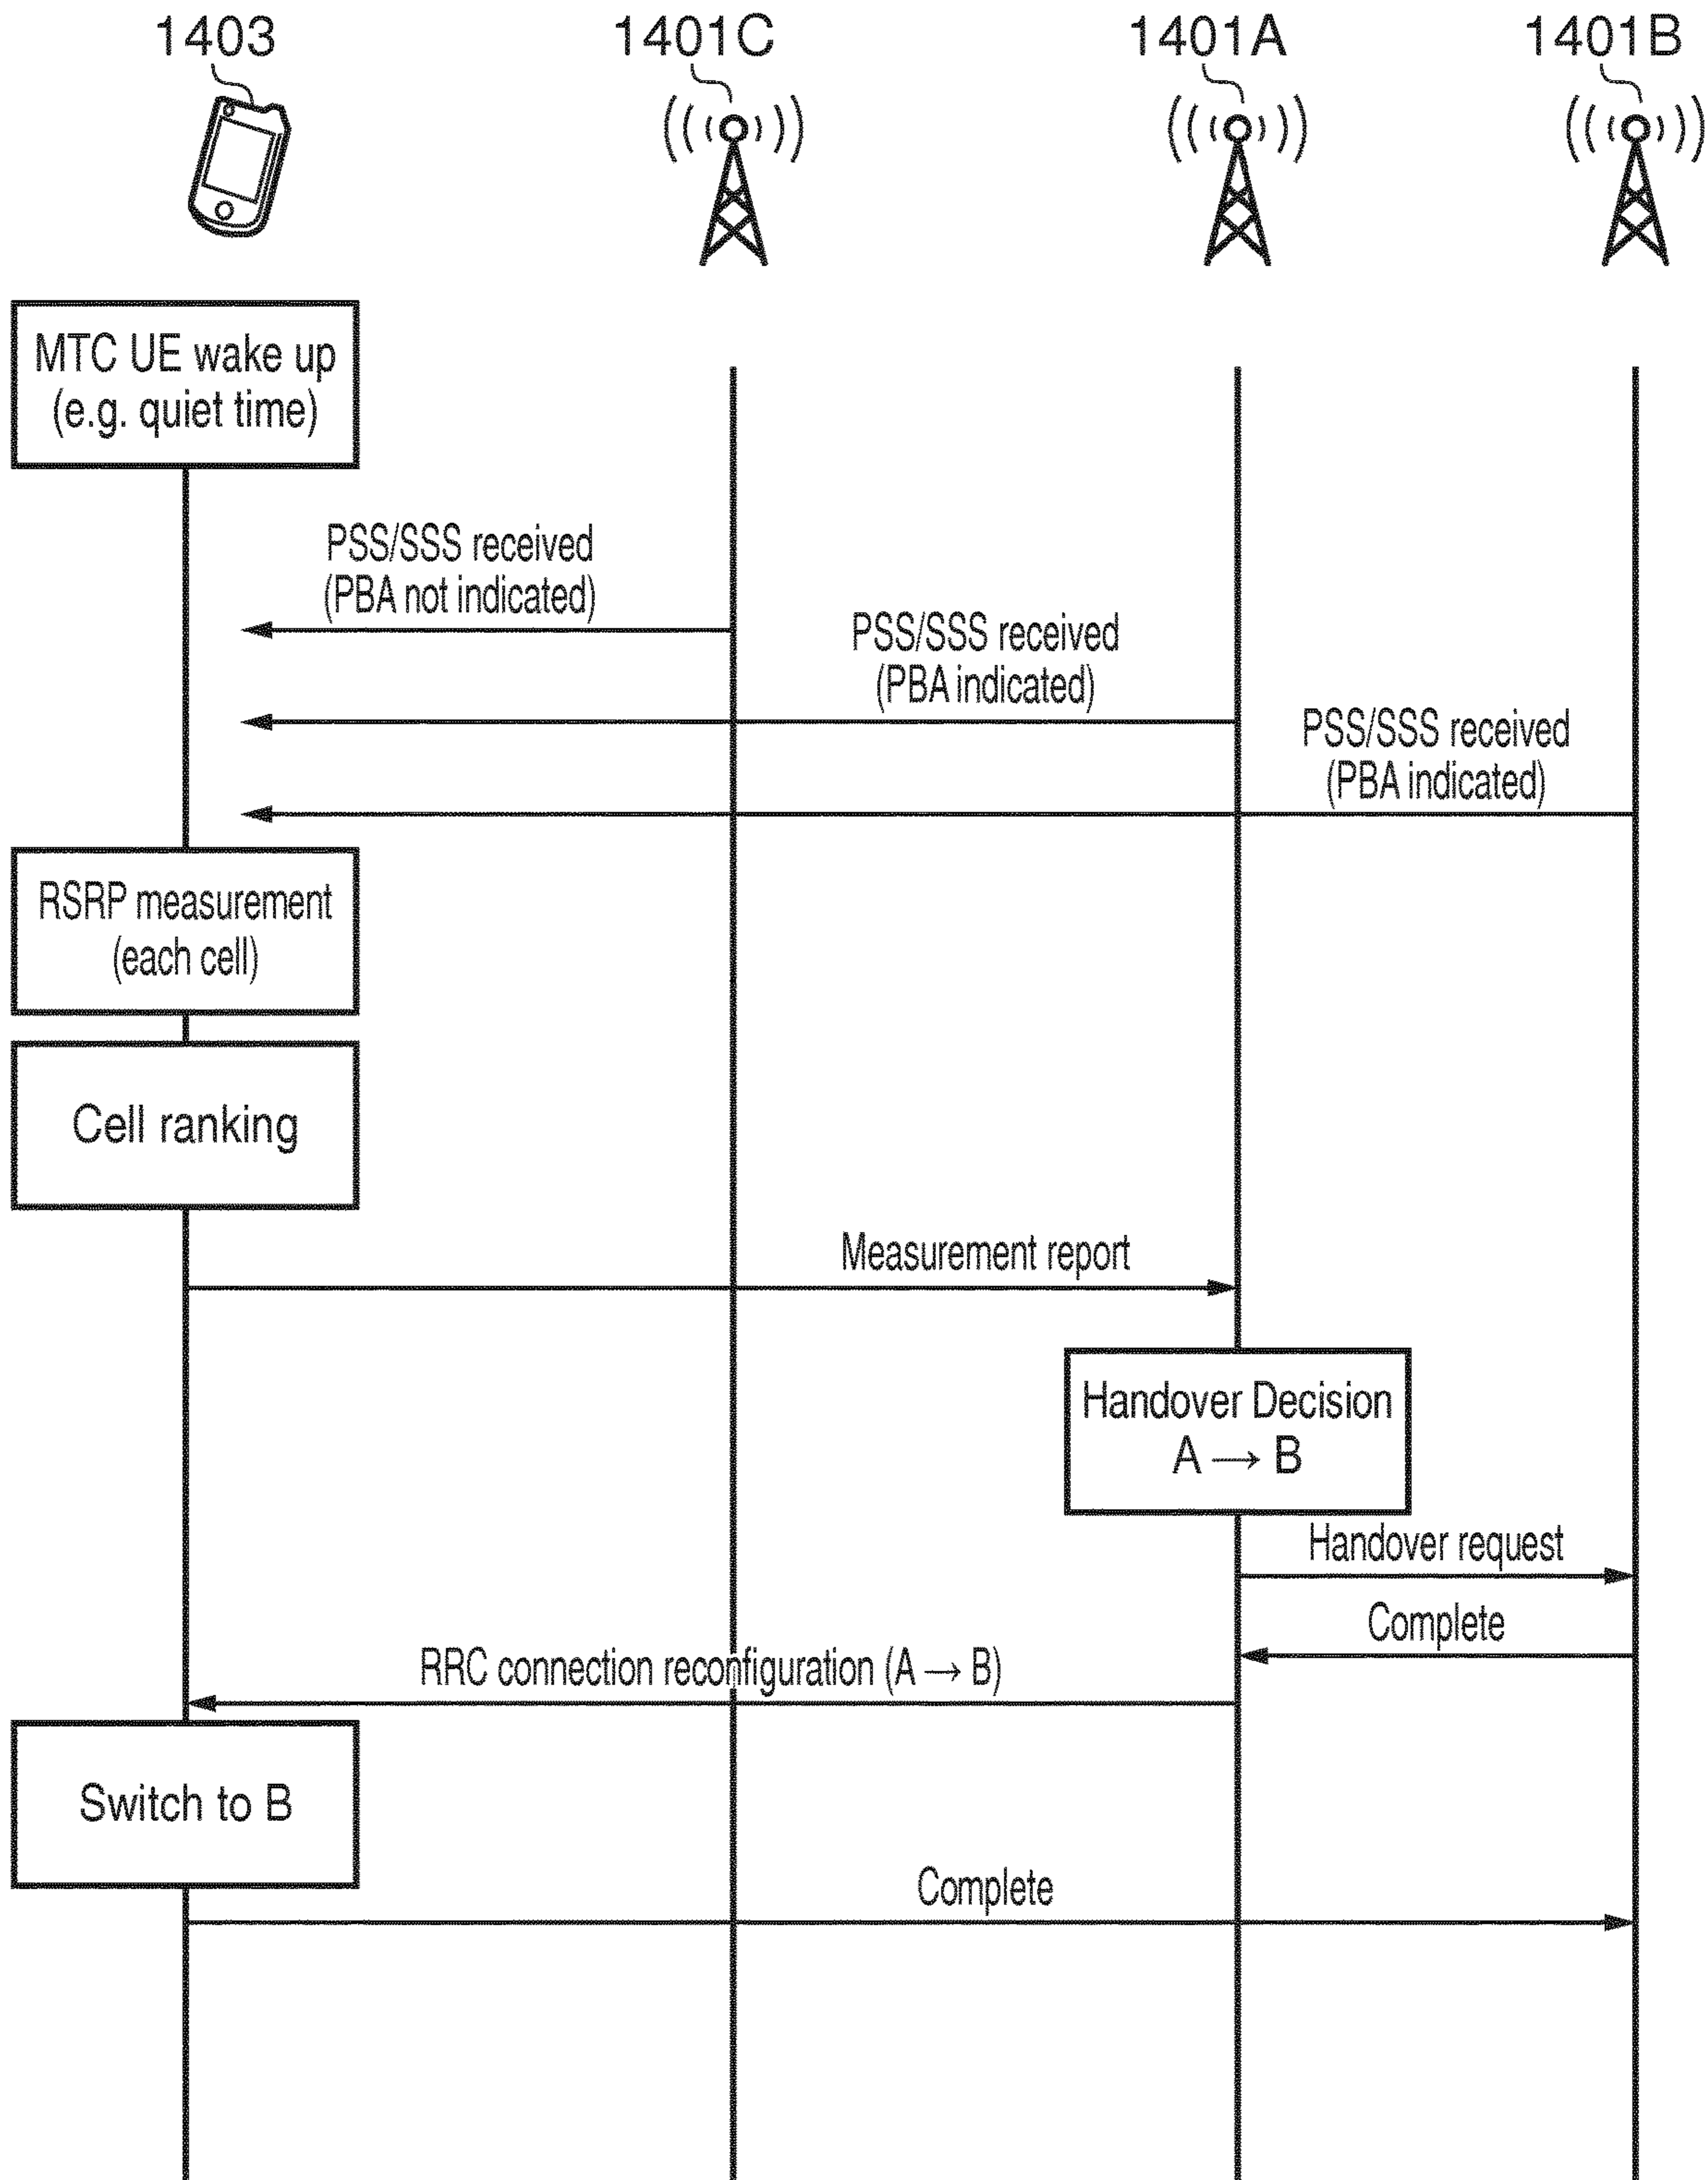 1403
1401C
1401A
1401B
MTC UE wake up
(e.g. quiet time)
PSS/SSS received
(PBA not indicated)
PSS/SSS received
(PBA indicated)
PSS/SSS received
(PBA indicated)
RSRP measurement
(each cell)
Cell ranking
Measurement report
Handover Decision
A → B
Handover request
Complete
RRC connection reconfiguration (A → B)
Switch to B
Complete